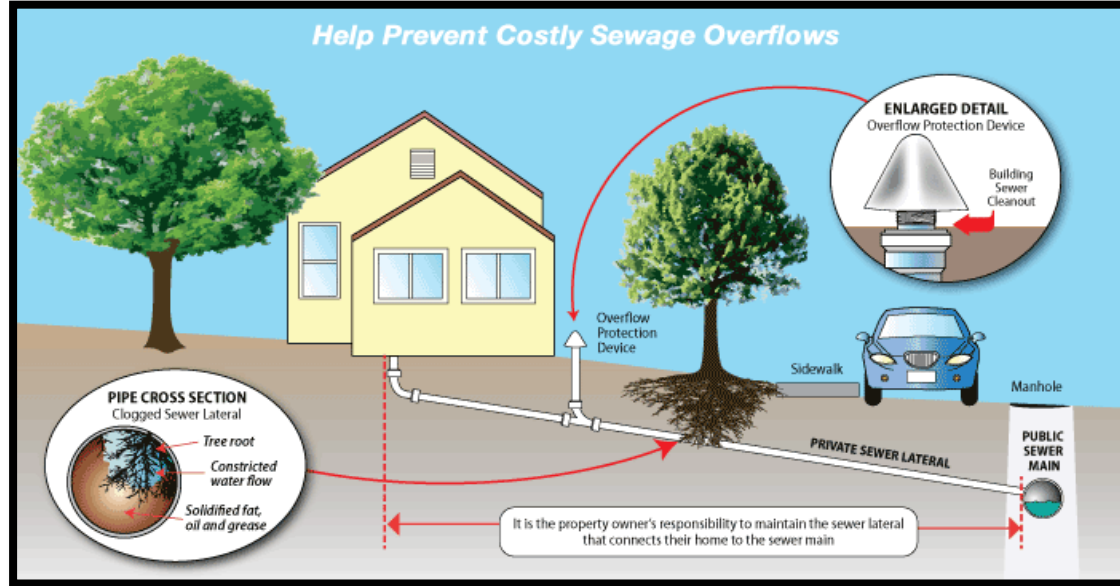 Help Prevent Costly Sewage Overflows
ENLARGED DETAIL
Overflow Protection Device
Building
Sewer
Cleanout
Overflow
Protection
Device
Sidewalk
Manhole
PIPE CROSS SECTION
Clogged Sewer Lateral
Tree root
Constricted
water flow
Solidified fat,
oil and grease
PRIVATE SEWER LATERAL
PUBLIC
SEWER
MAIN
It is the property owner's responsibility to maintain the sewer lateral
that connects their home to the sewer main